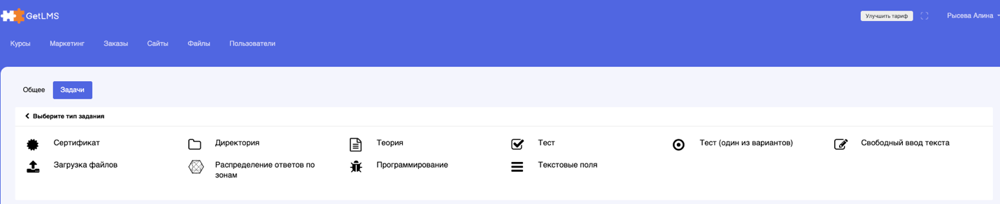 GetLMS
Улучшить тариф
Рысева Алина
Курсы Маркетинг Заказы Сайты Файлы Пользователи
Общее Задачи
Выберите тип задания
Сертификат
Директория
Теория
Тест
Тест (один из вариантов)
Свободный ввод текста
Загрузка файлов
Распределение ответов по
зонам
Программирование
Текстовые поля